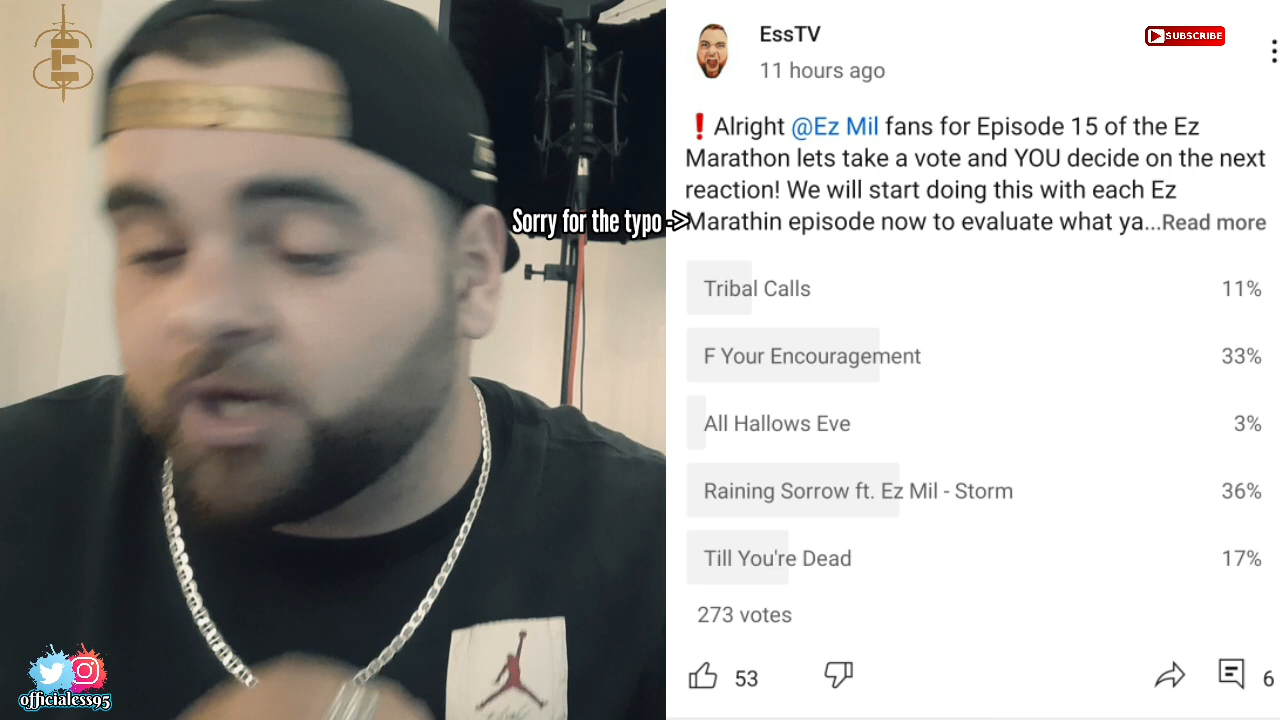 E
EssTV
SUBSCRIBE
11 hours ago
❗Alright @Ez Mil fans for Episode 15 of the Ez
Marathon lets take a vote and YOU decide on the next
reaction! We will start doing this with each Ez
Sorry for the typo ->
Marathin episode now to evaluate what ya...Read more
Tribal Calls 11%
F Your Encouragement 33%
All Hallows Eve 3%
Raining Sorrow ft. Ez Mil - Storm 36%
Till You're Dead 17%
273 votes
53
6
officialess95